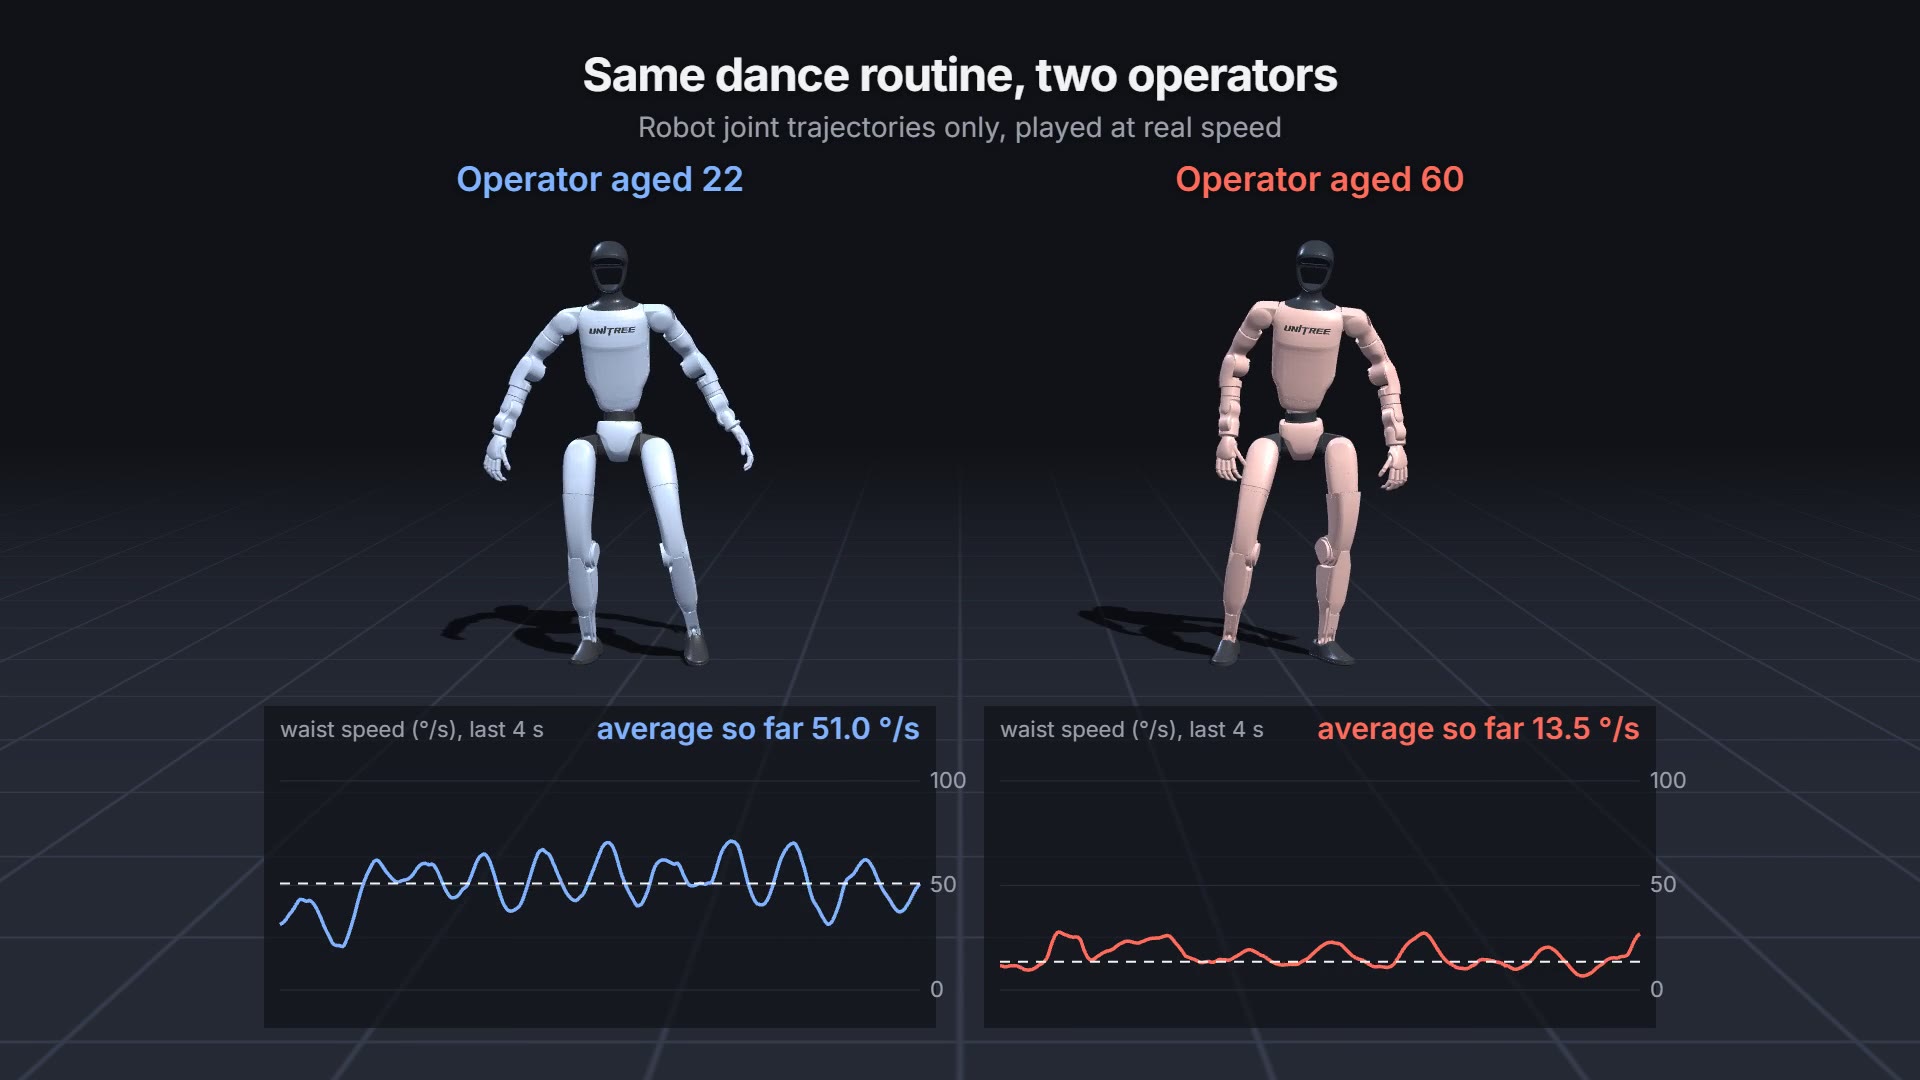 Same dance routine, two operators
Robot joint trajectories only, played at real speed
Operator aged 22
Operator aged 60
UNITREE
UNITREE
waist speed (°/s), last 4 s
average so far 51.0 °/s
100
50
0
waist speed (°/s), last 4 s
average so far 13.5 °/s
100
50
0